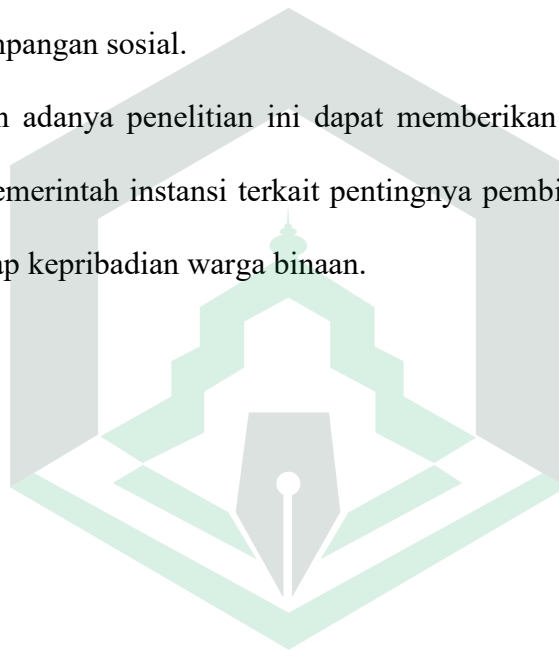 mpangan sosial.
n adanya penelitian ini dapat memberikan
emerintah instansi terkait pentingnya pembi
ap kepribadian warga binaan.